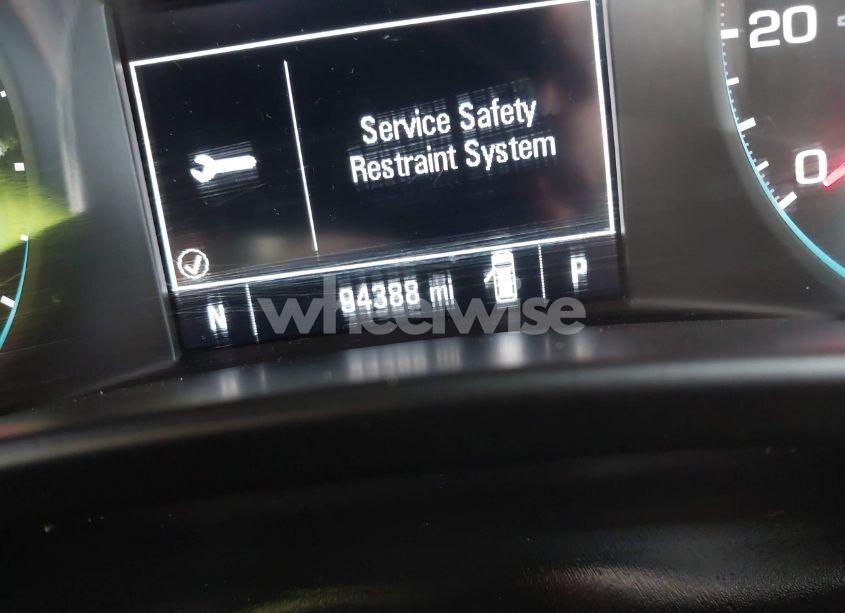 20
Service Safety
Restraint System
0
N
94388 mi
P
wheelwise